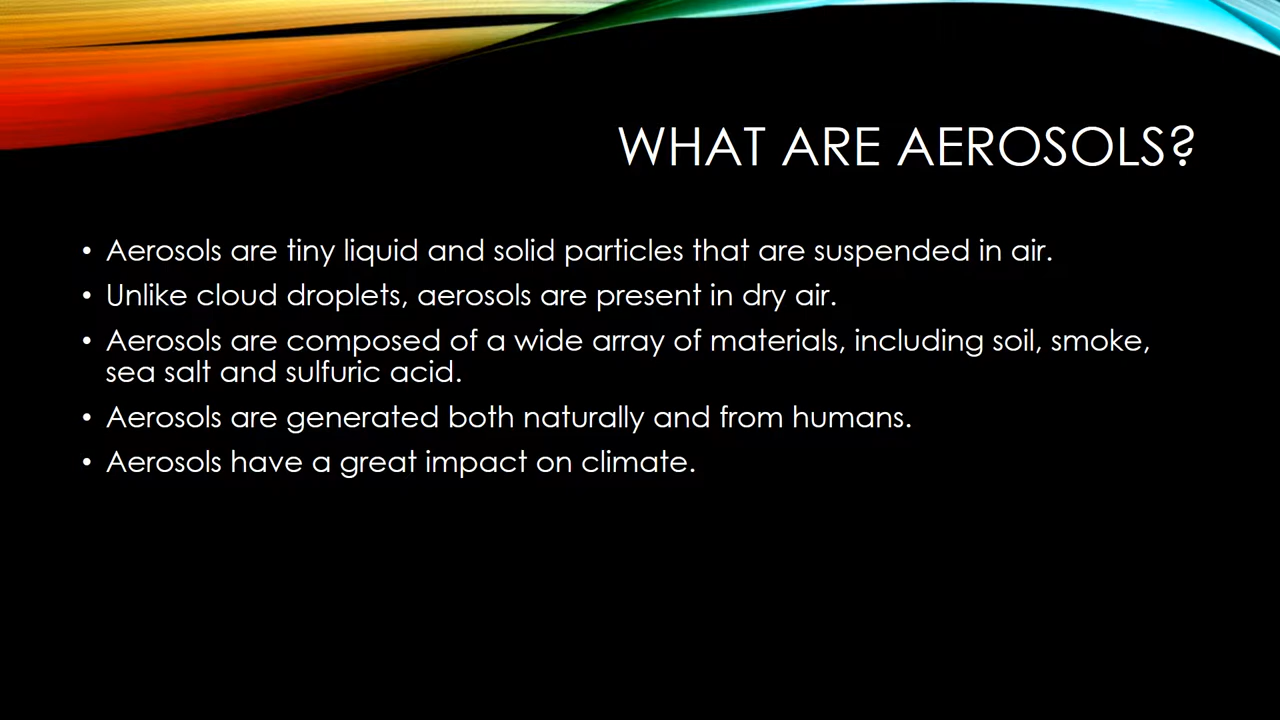 WHAT ARE AEROSOLS?
• Aerosols are tiny liquid and solid particles that are suspended in air.
• Unlike cloud droplets, aerosols are present in dry air.
• Aerosols are composed of a wide array of materials, including soil, smoke,
sea salt and sulfuric acid.
• Aerosols are generated both naturally and from humans.
• Aerosols have a great impact on climate.